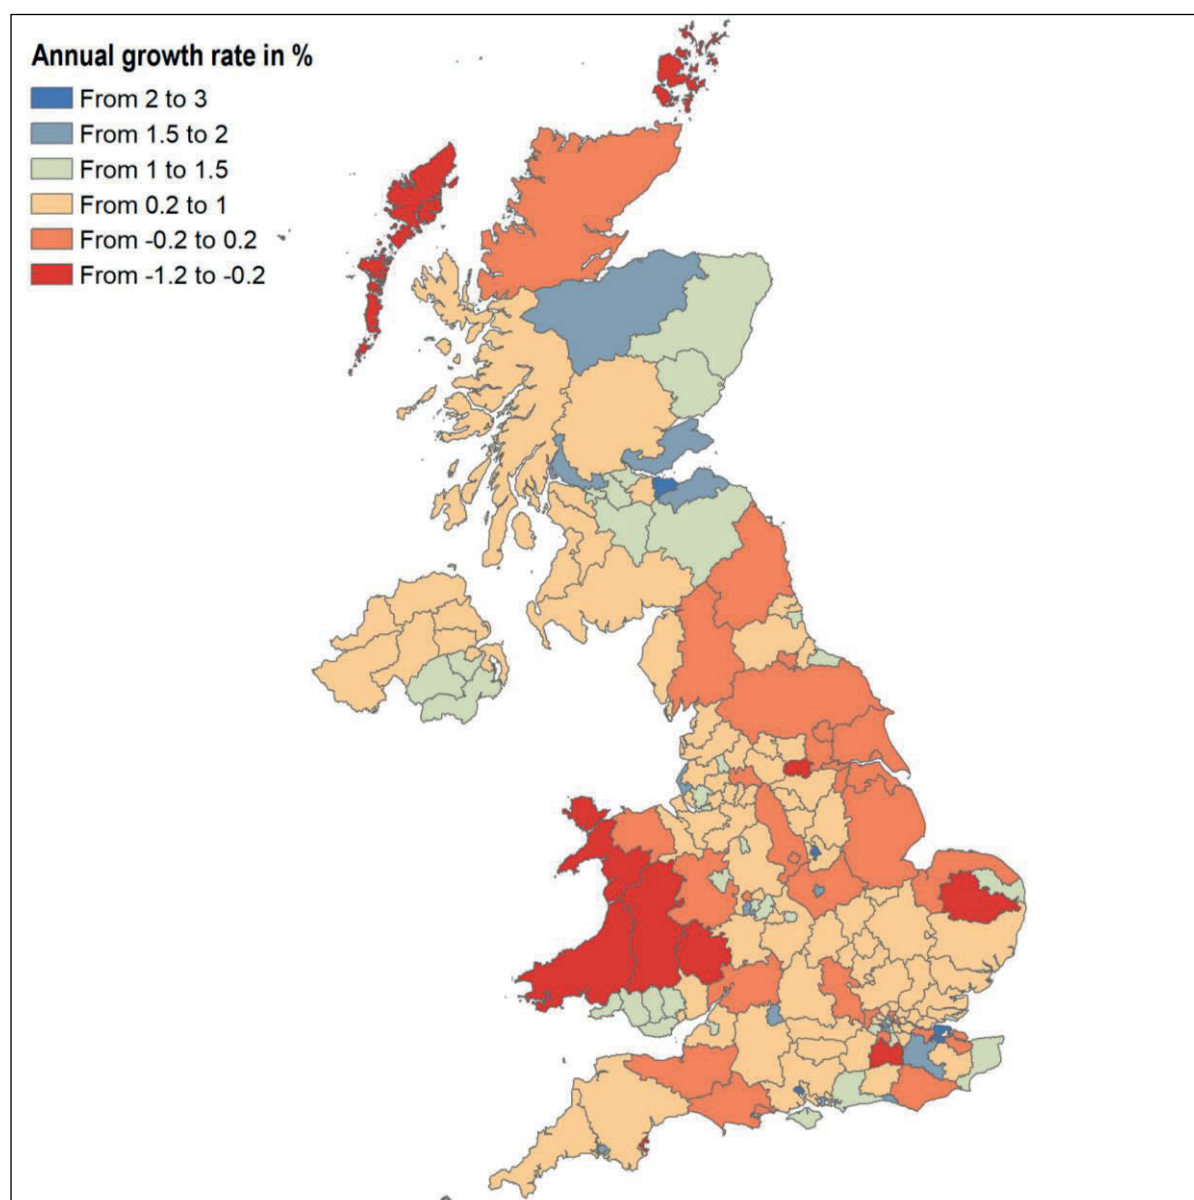 Annual growth rate in %
From 2 to 3
From 1.5 to 2
From 1 to 1.5
From 0.2 to 1
From -0.2 to 0.2
From -1.2 to -0.2